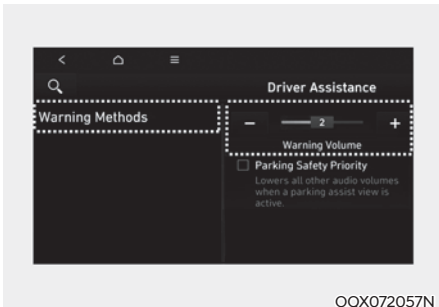 Driver Assistance
Warning Methods
− 2 +
Warning Volume
Parking Safety Priority
Lowers all other audio volumes
when a parking assist view is
active.
OQX072057N